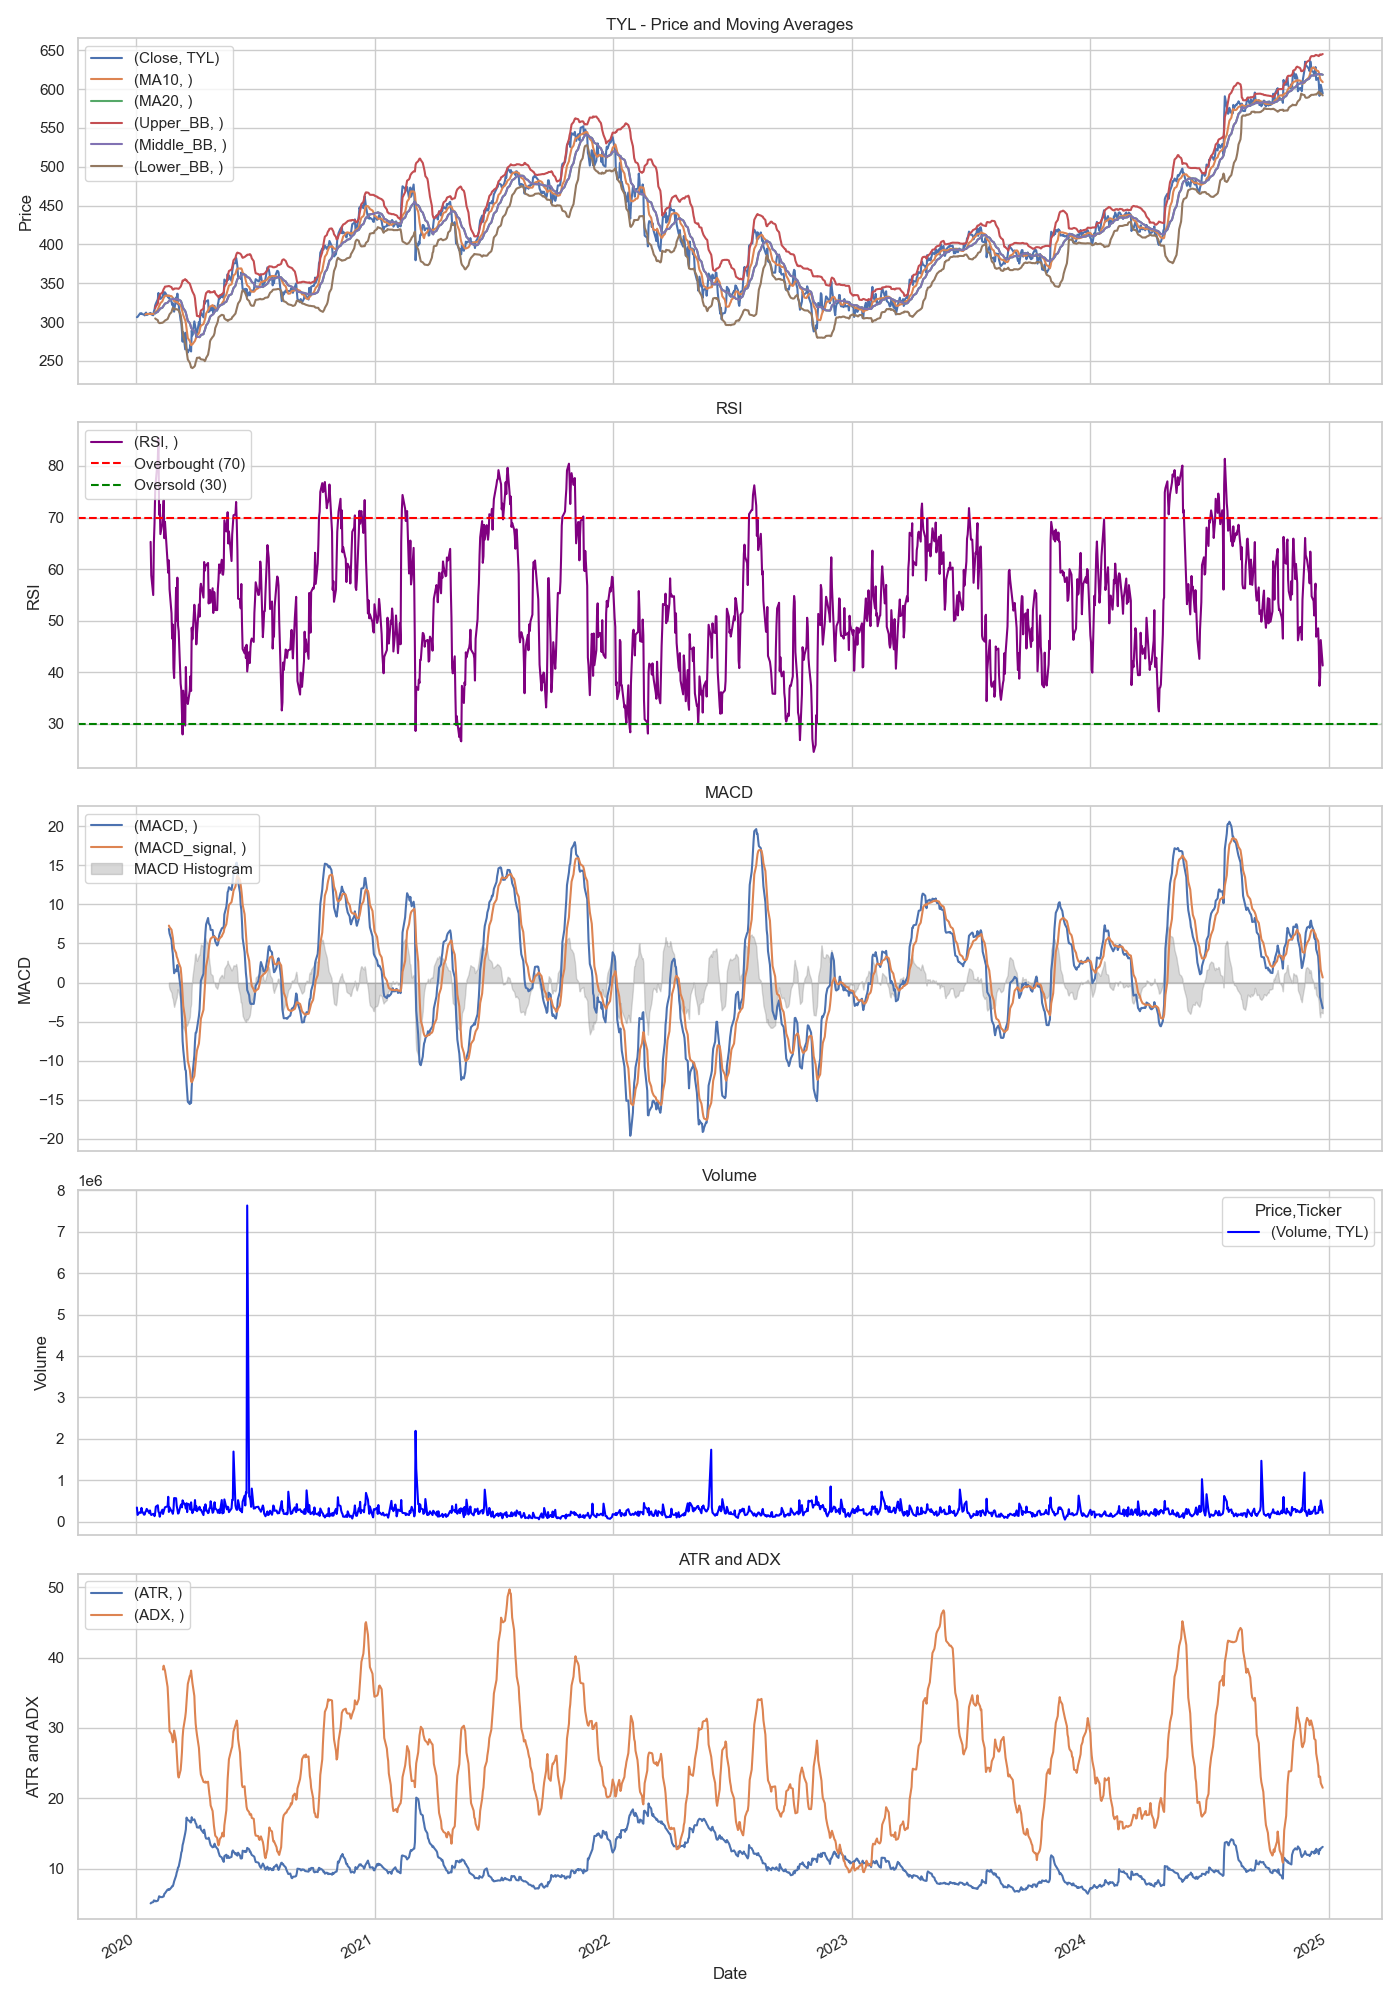 TYL - Price and Moving Averages
(Close, TYL)
(MA10, )
(MA20, )
(Upper_BB, )
(Middle_BB, )
(Lower_BB, )
Price
650
600
550
500
450
400
350
300
250
RSI
(RSI, )
Overbought (70)
Oversold (30)
RSI
80
70
60
50
40
30
MACD
(MACD, )
(MACD_signal, )
MACD Histogram
MACD
20
15
10
5
0
−5
−10
−15
−20
Volume
1e6
Price,Ticker
(Volume, TYL)
Volume
8
7
6
5
4
3
2
1
0
ATR and ADX
(ATR, )
(ADX, )
ATR and ADX
50
40
30
20
10
2020
2021
2022
2023
2024
2025
Date